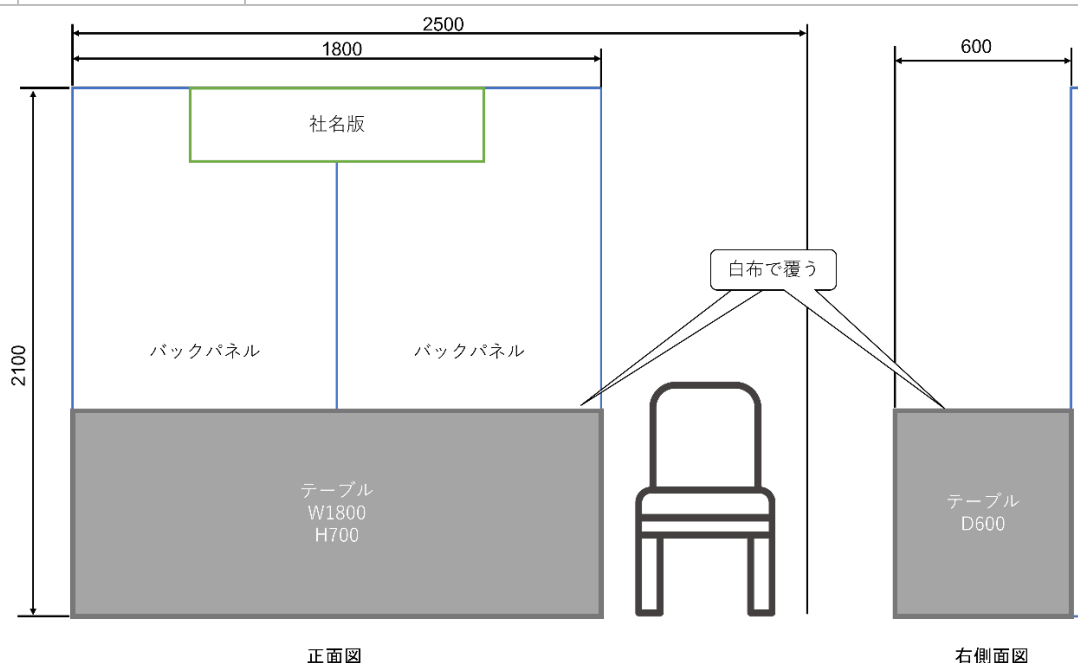 2500
1800
600
社名版
白布で覆う
2100
バックパネル
バックパネル
テーブル
W1800
H700
テーブル
D600
正面図
右側面図